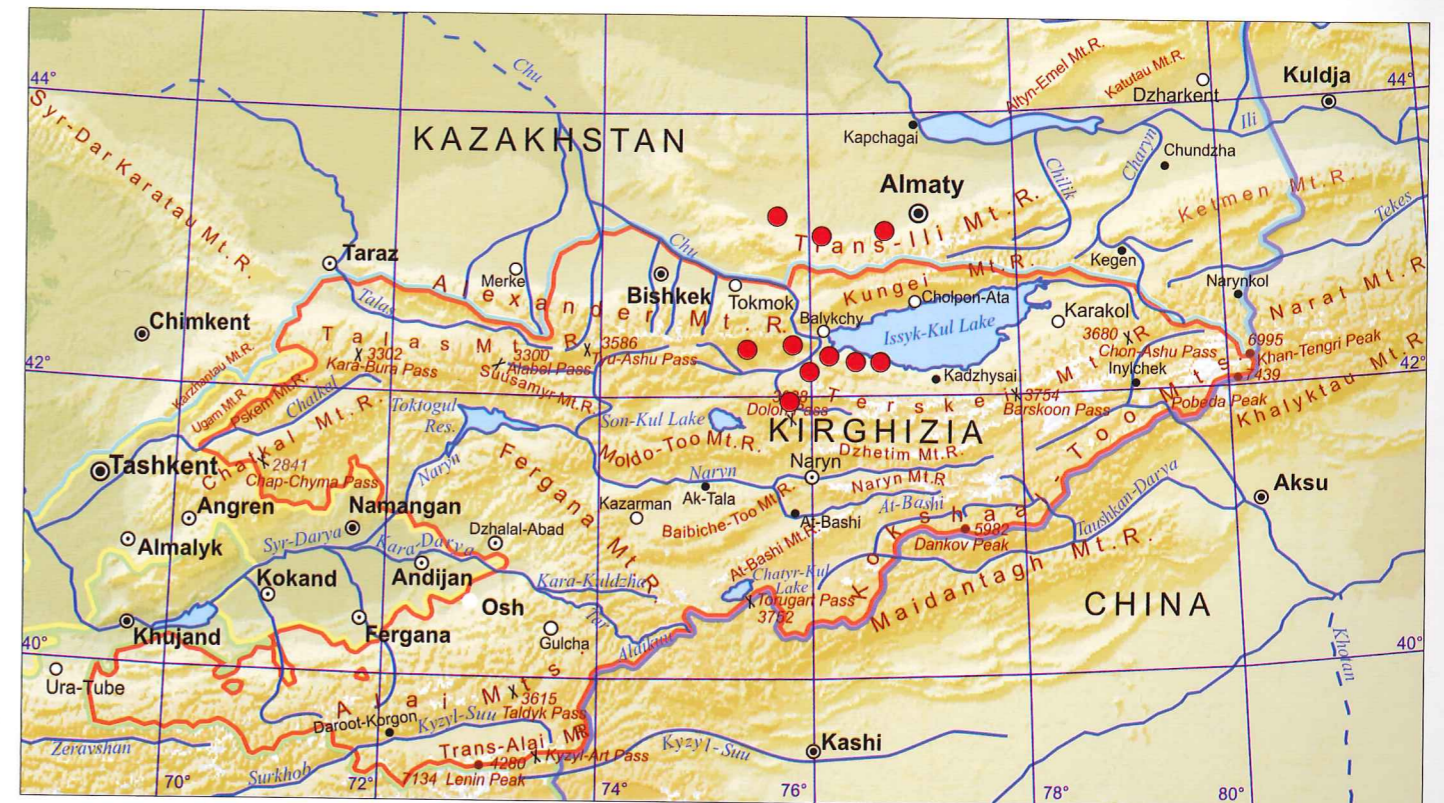 44°
44°
42°
42°
40°
40°
70°
72°
74°
76°
78°
80°
KAZAKHSTAN
KIRGHIZIA
CHINA
Chu
Syr-Dar Karatau Mt.R.
Altyn-Emel Mt.R.
Katutau Mt.R.
Dzharkent
Kuldja
Kapchagai
Ili
Chundzha
Charyn
Chilik
Almaty
Ketmen Mt.R.
Tekes
Trans-Ili Mt.R.
Taraz
Merke
Chu
Kegen
Narynkol
Narat Mt.R.
Alexander Mt.R.
Bishkek
Tokmok
Kungei Mt.R.
Cholpon-Ata
Balykchy
Issyk-Kul Lake
Karakol
Talas
Chimkent
Talas Mt.R.
3302
Kara-Bura Pass
3300
Alabel Pass
3586
Tyu-Ashu Pass
Suusamyr Mt.R.
3680
Chon-Ashu Pass
6995
Khan-Tengri Peak
7439
Pobeda Peak
Inylchek
Kadzhysai
3754
Barskoon Pass
Terskei Mt.R.
Khalyktau Mt.R.
Karzhantau Mt.R.
Ugam Mt.R.
Pskem Mt.R.
Chatkal
Chatkal Mt.R.
Toktogul
Res.
Son-Kul Lake
Dolon Pass
Moldo-Too Mt.R.
Dzhetim Mt.R.
Tashkent
2841
Chap-Chyma Pass
Naryn
Fergana Mt.R.
Naryn
Naryn
Naryn Mt.R
Ak-Tala
Kazarman
Baibiche-Too Mt.R.
At-Bashi
At-Bashi
At-Bashi Mt.R.
Kokshaal-Too Mts
Taushkan-Darya
Aksu
Angren
Namangan
Almalyk
Syr-Darya
Kara-Darya
Dzhalal-Abad
5982
Dankov Peak
Maidantagh Mt.R.
Kokand
Andijan
Kara-Kuldzha
Chatyr-Kul
Lake
Torugart Pass
3752
Khujand
Fergana
Osh
Gulcha
Tar
Alaikuu
Khotan
Ura-Tube
Alai Mts.
3615
Taldyk Pass
Daroot-Korgon
Kyzyl-Suu
Kyzyl-Suu
Kashi
Zeravshan
Surkhob
Trans-Alai Mt.R
4280
Kyzyl-Art Pass
7134 Lenin Peak